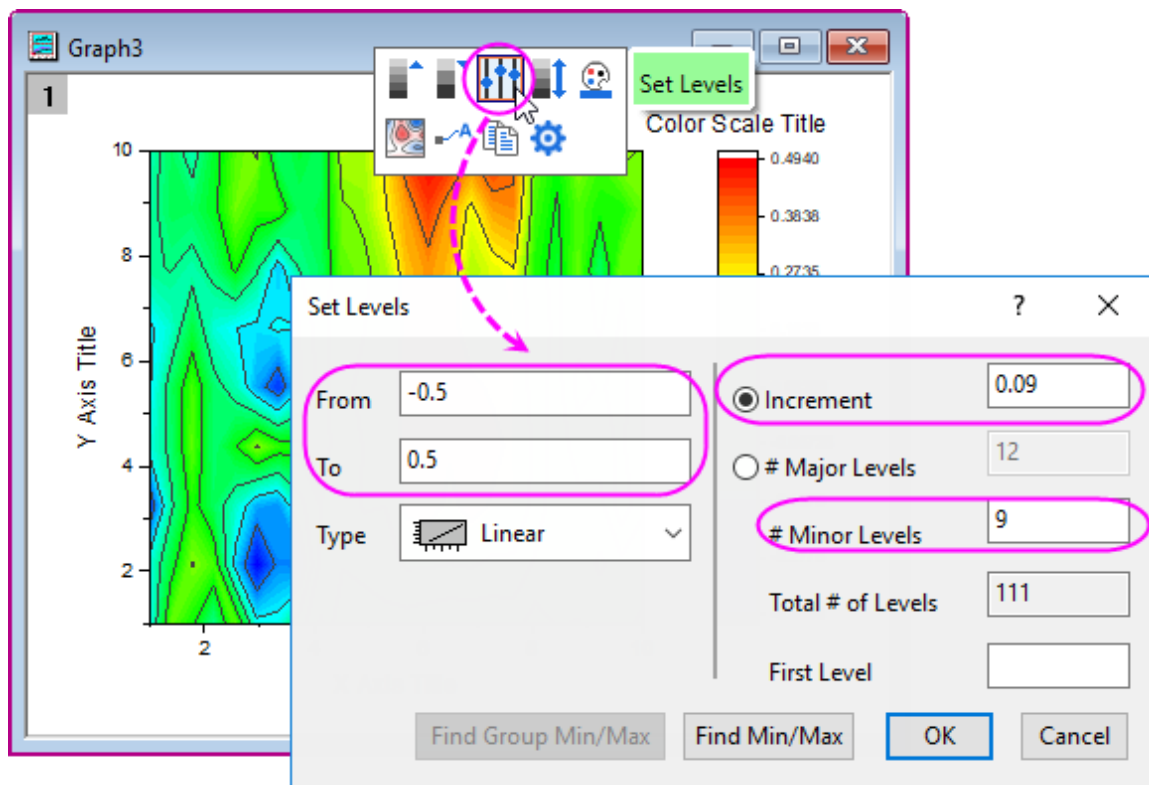 Graph3
Set Levels
1
Color Scale Title
0.4940
0.3838
0.2735
10
8
6
4
2
Y Axis Title
2
Set Levels
?
From -0.5
To 0.5
Type Linear
Increment 0.09
# Major Levels 12
# Minor Levels 9
Total # of Levels 111
First Level
Find Group Min/Max Find Min/Max OK Cancel